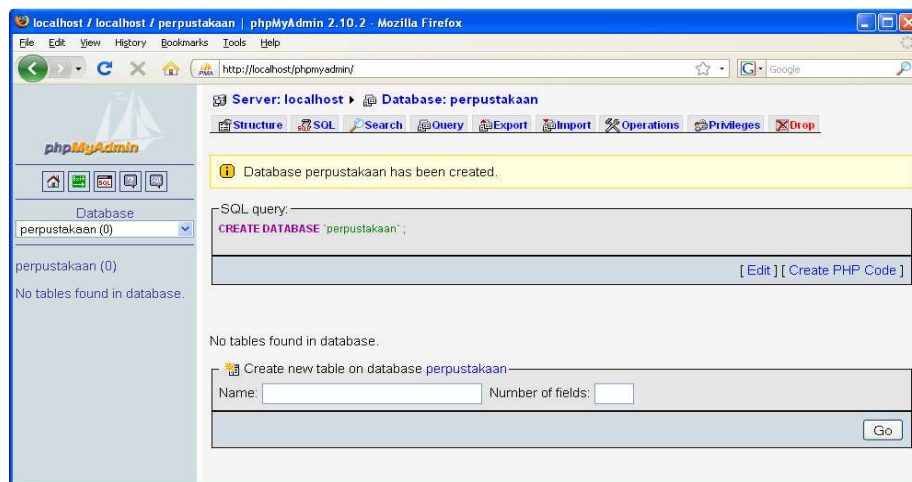 localhost / localhost / perpustakaan | phpMyAdmin 2.10.2 - Mozilla Firefox
File Edit View History Bookmarks Tools Help
PMA http://localhost/phpmyadmin/ G Google
Server: localhost Database: perpustakaan
Structure SQL Search Query Export Import Operations Privileges Drop
phpMyAdmin
SQL
Database
perpustakaan (0)
perpustakaan (0)
No tables found in database.
Database perpustakaan has been created.
SQL query:
CREATE DATABASE `perpustakaan` ;
[ Edit ] [ Create PHP Code ]
No tables found in database.
Create new table on database perpustakaan
Name: Number of fields:
Go